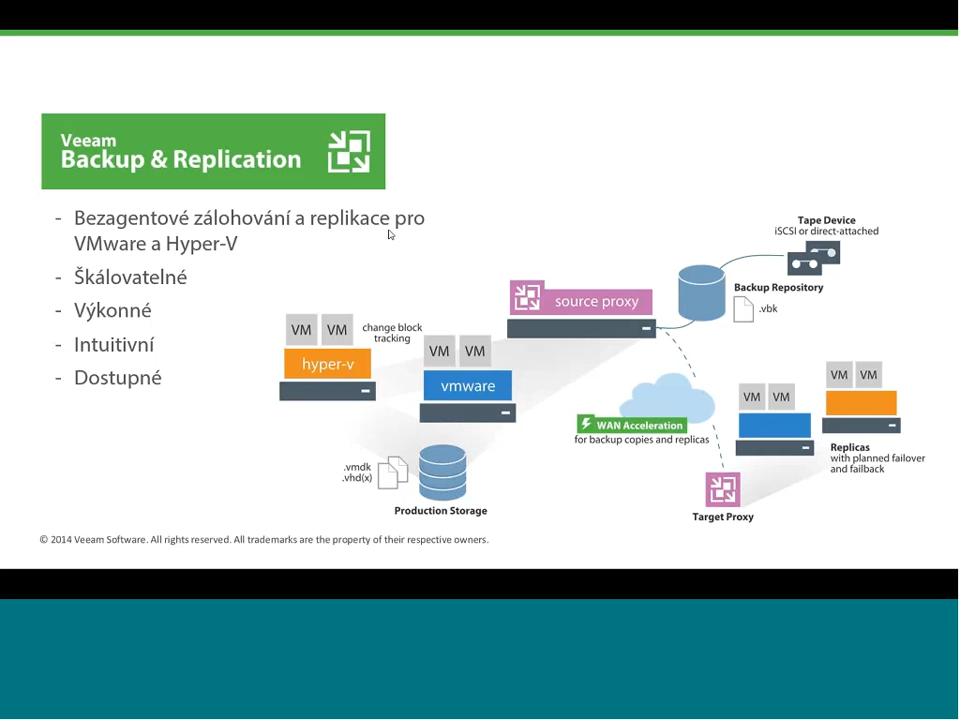 Veeam
Backup & Replication
- Bezagentové zálohování a replikace pro
VMware a Hyper-V
- Škálovatelné
- Výkonné
- Intuitivní
- Dostupné
VM VM
hyper-v
change block
tracking
VM VM
vmware
.vmdk
.vhd(x)
Production Storage
source proxy
Tape Device
iSCSI or direct-attached
Backup Repository
.vbk
WAN Acceleration
for backup copies and replicas
Target Proxy
VM VM
VM VM
Replicas
with planned failover
and failback
© 2014 Veeam Software. All rights reserved. All trademarks are the property of their respective owners.